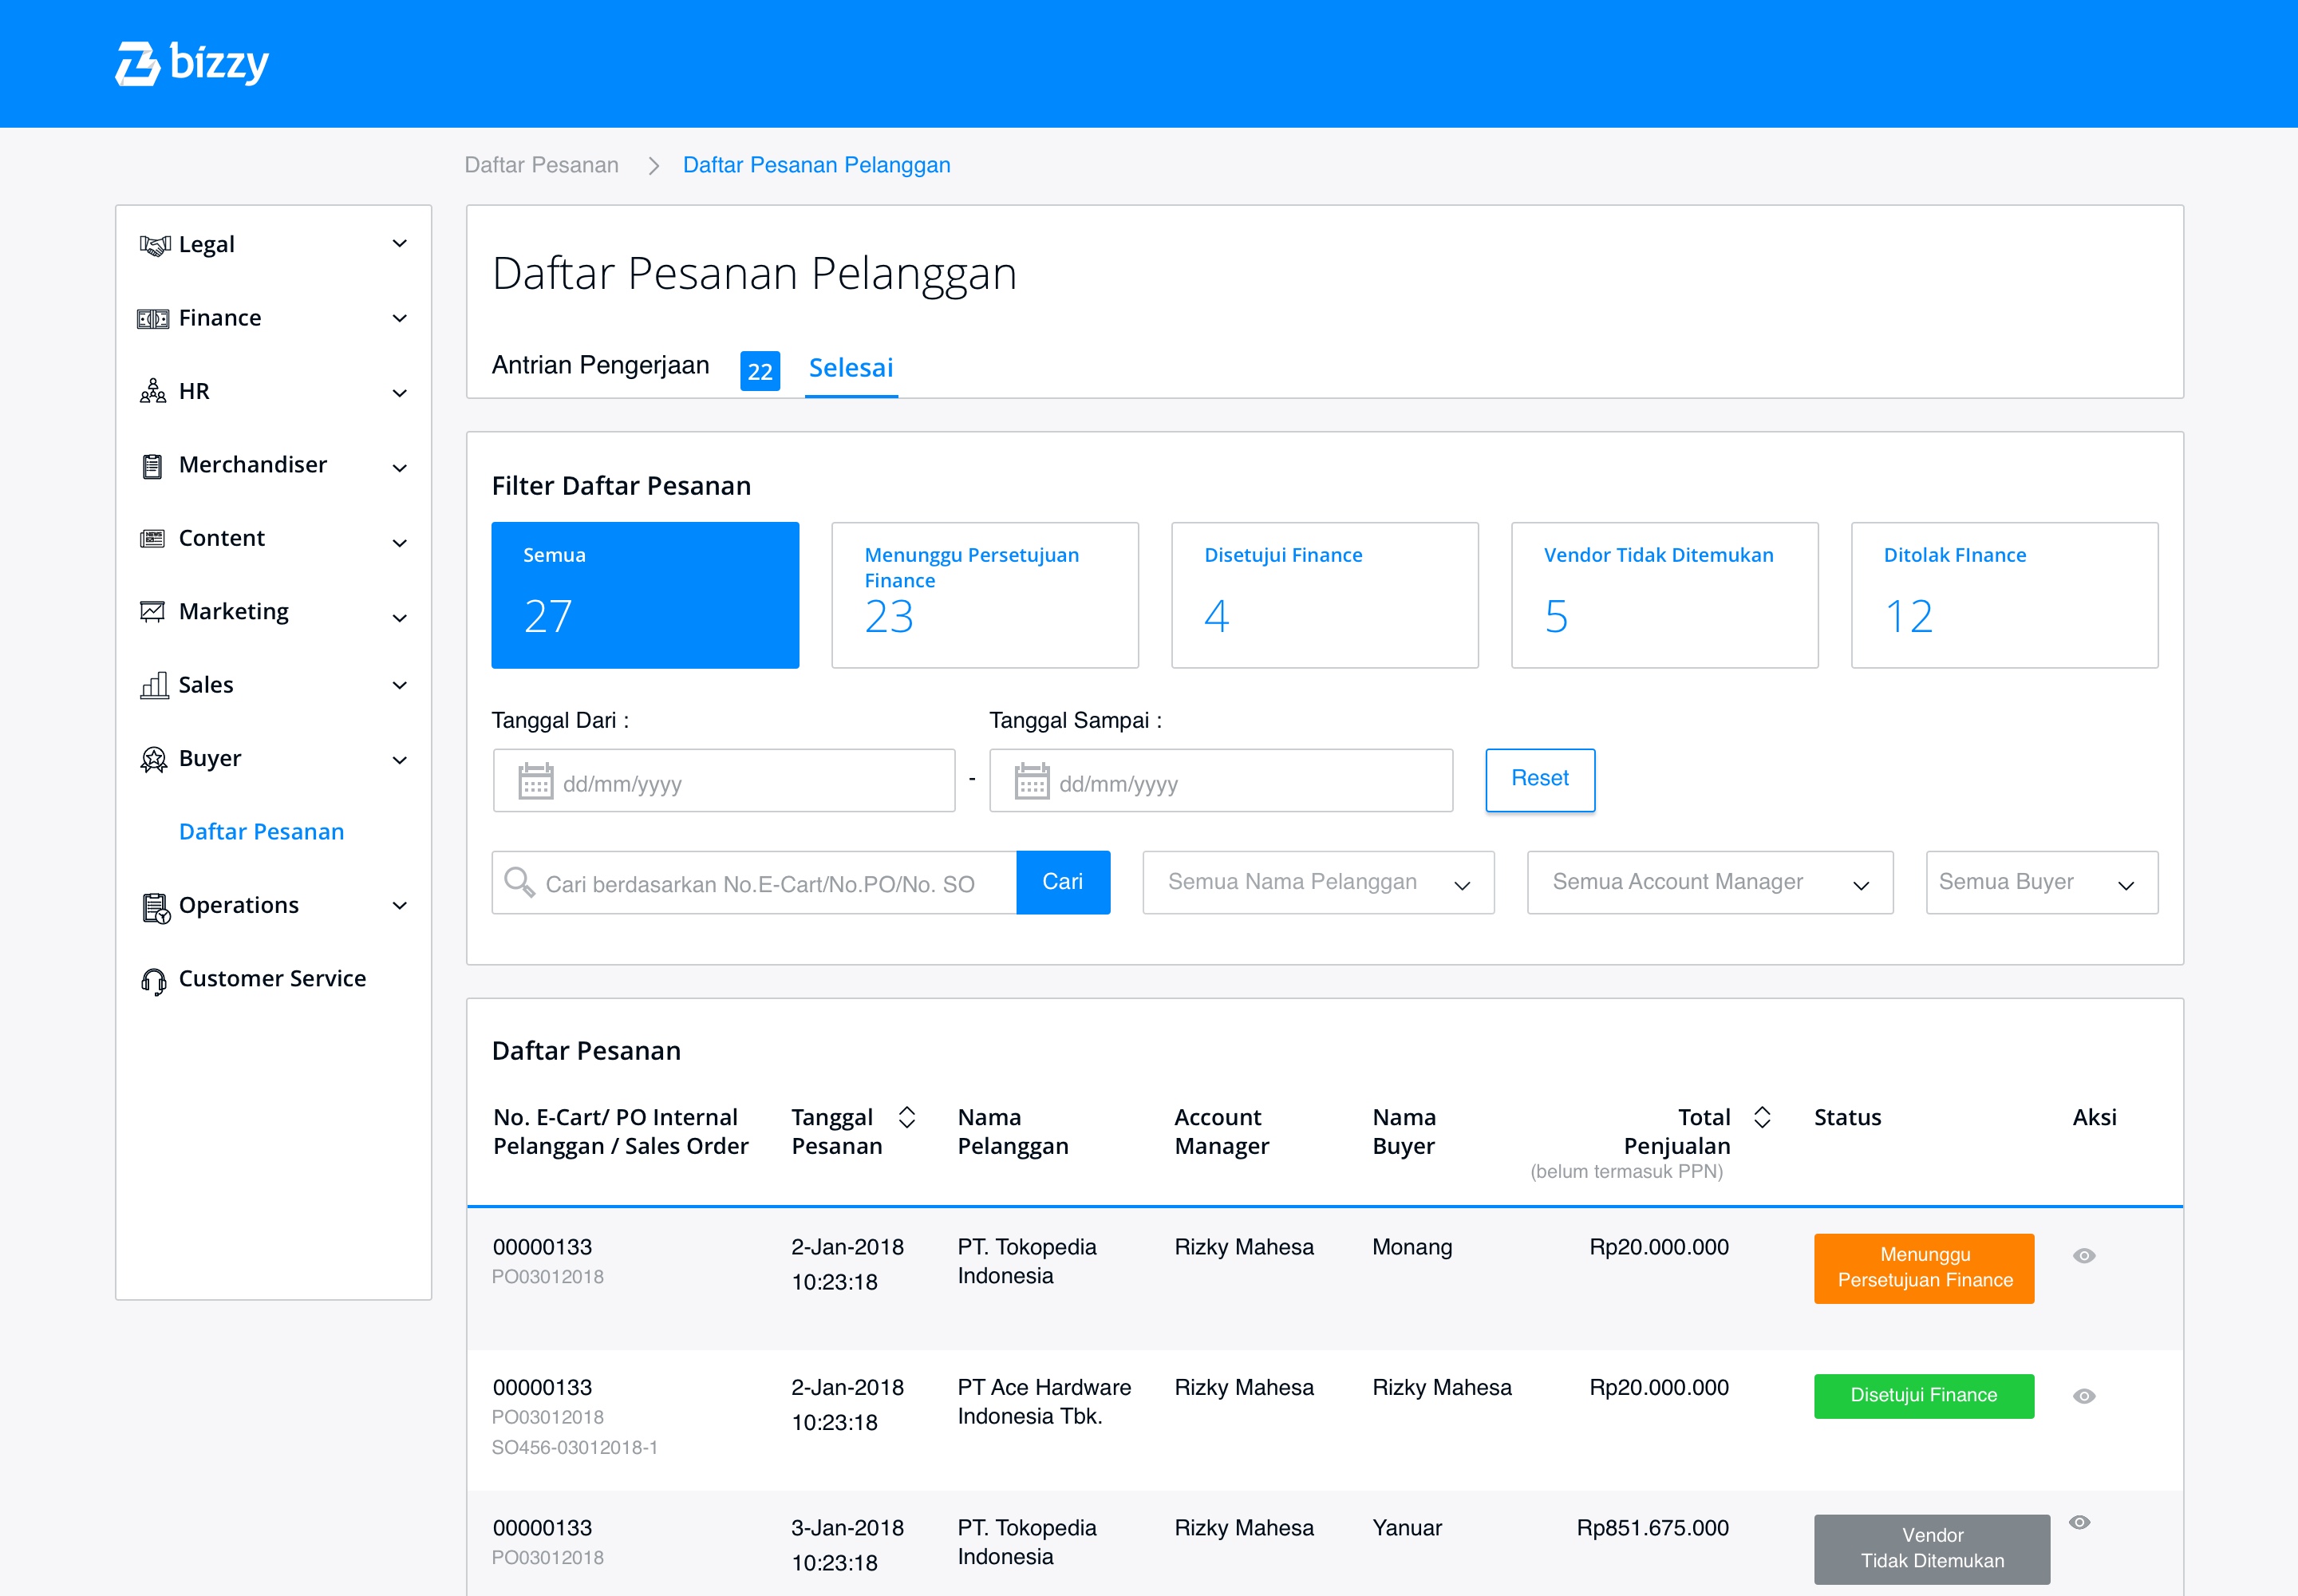 bizzy
Daftar Pesanan
Daftar Pesanan Pelanggan
Legal
Finance
HR
Merchandiser
Content
Marketing
Sales
Buyer
Daftar Pesanan
Operations
Customer Service
Daftar Pesanan Pelanggan
Antrian Pengerjaan 22 Selesai
Filter Daftar Pesanan
Semua
27
Menunggu Persetujuan
Finance
23
Disetujui Finance
4
Vendor Tidak Ditemukan
5
Ditolak FInance
12
Tanggal Dari :
Tanggal Sampai :
dd/mm/yyyy - dd/mm/yyyy Reset
Cari berdasarkan No.E-Cart/No.PO/No. SO Cari Semua Nama Pelanggan Semua Account Manager Semua Buyer
Daftar Pesanan
No. E-Cart/ PO Internal
Pelanggan / Sales Order
Tanggal
Pesanan
Nama
Pelanggan
Account
Manager
Nama
Buyer
Total
Penjualan
(belum termasuk PPN)
Status
Aksi
00000133
PO03012018
2-Jan-2018
10:23:18
PT. Tokopedia
Indonesia
Rizky Mahesa
Monang
Rp20.000.000
Menunggu
Persetujuan Finance
00000133
PO03012018
SO456-03012018-1
2-Jan-2018
10:23:18
PT Ace Hardware
Indonesia Tbk.
Rizky Mahesa
Rizky Mahesa
Rp20.000.000
Disetujui Finance
00000133
PO03012018
3-Jan-2018
10:23:18
PT. Tokopedia
Indonesia
Rizky Mahesa
Yanuar
Rp851.675.000
Vendor
Tidak Ditemukan